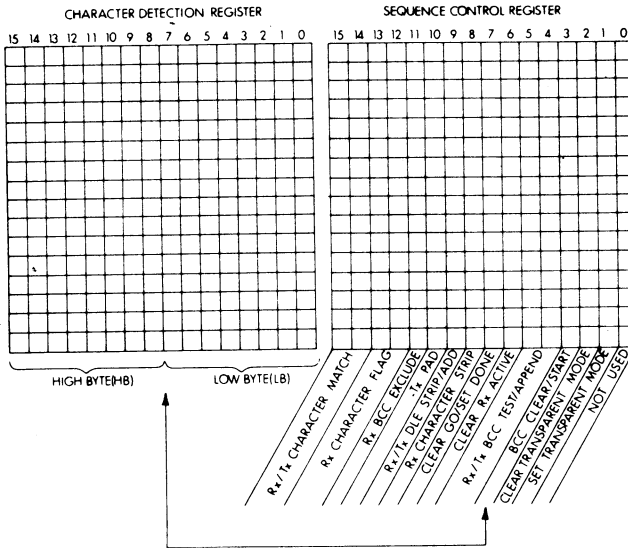 CHARACTER DETECTION REGISTER
SEQUENCE CONTROL REGISTER
15 14 13 12 11 10 9 8 7 6 5 4 3 2 1 0
15 14 13 12 11 10 9 8 7 6 5 4 3 2 1 0
HIGH BYTE(HB)
LOW BYTE(LB)
Rx/Tx CHARACTER MATCH
Rx CHARACTER FLAG
Rx BCC EXCLUDE
Tx PAD
Rx/Tx DLE STRIP/ADD
Rx CHARACTER STRIP
CLEAR GO/SET DONE
CLEAR Rx ACTIVE
Rx/Tx BCC TEST/APPEND
BCC CLEAR/START
CLEAR TRANSPARENT MODE
SET TRANSPARENT MODE
NOT USED